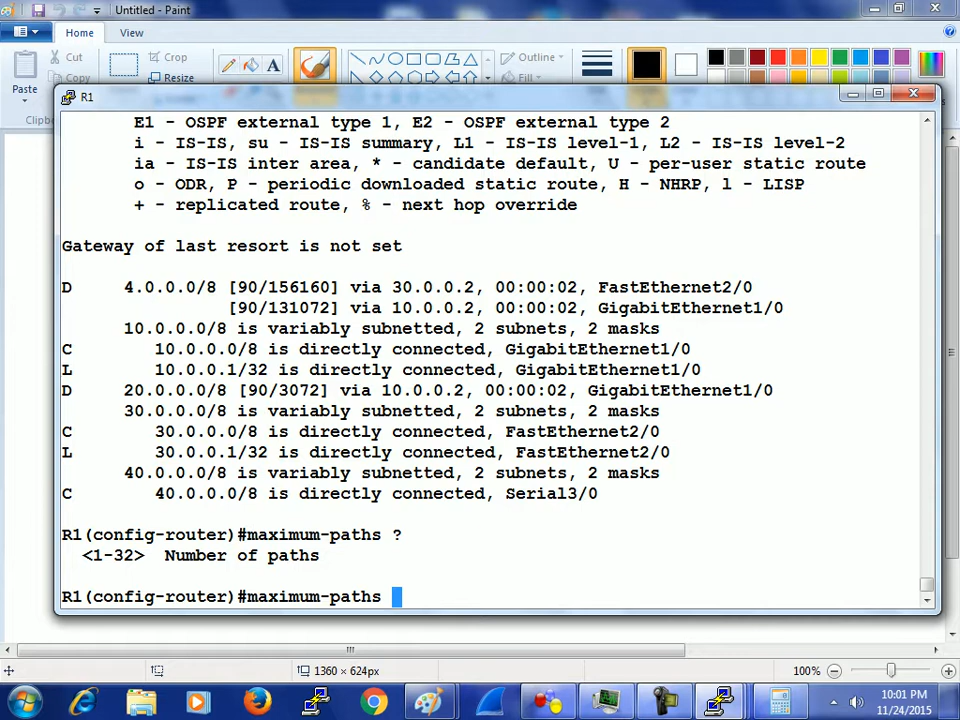 Untitled - Paint
Home View
Cut
Copy
Paste
Crop
Resize
A
Outline
Fill
Clipb
R1
E1 - OSPF external type 1, E2 - OSPF external type 2
i - IS-IS, su - IS-IS summary, L1 - IS-IS level-1, L2 - IS-IS level-2
ia - IS-IS inter area, * - candidate default, U - per-user static route
o - ODR, P - periodic downloaded static route, H - NHRP, l - LISP
+ - replicated route, % - next hop override
Gateway of last resort is not set
D 4.0.0.0/8 [90/156160] via 30.0.0.2, 00:00:02, FastEthernet2/0
[90/131072] via 10.0.0.2, 00:00:02, GigabitEthernet1/0
10.0.0.0/8 is variably subnetted, 2 subnets, 2 masks
C 10.0.0.0/8 is directly connected, GigabitEthernet1/0
L 10.0.0.1/32 is directly connected, GigabitEthernet1/0
D 20.0.0.0/8 [90/3072] via 10.0.0.2, 00:00:02, GigabitEthernet1/0
30.0.0.0/8 is variably subnetted, 2 subnets, 2 masks
C 30.0.0.0/8 is directly connected, FastEthernet2/0
L 30.0.0.1/32 is directly connected, FastEthernet2/0
40.0.0.0/8 is variably subnetted, 2 subnets, 2 masks
C 40.0.0.0/8 is directly connected, Serial3/0
R1(config-router)#maximum-paths ?
<1-32> Number of paths
R1(config-router)#maximum-paths
1360 × 624px
100%
10:01 PM
11/24/2015